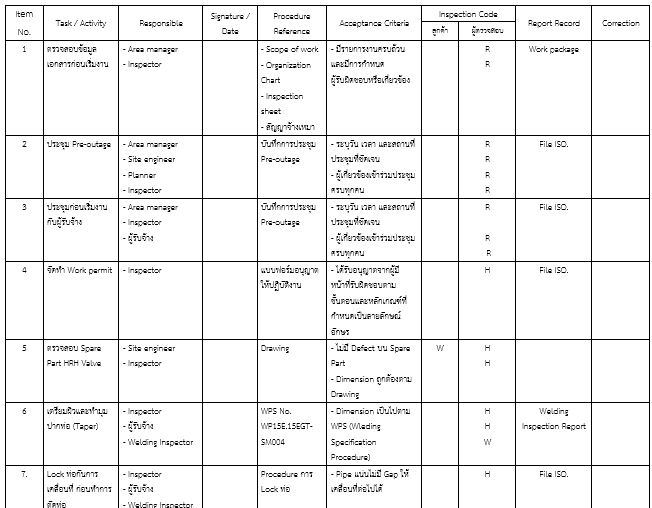 Item No. | Task / Activity | Responsible | Signature / Date | Procedure Reference | Acceptance Criteria | Inspection Code | Report Record | Correction
ลูกค้า | ผู้ตรวจสอบ
1 | ตรวจสอบข้อมูล | - Area manager | - Scope of work | - มีรายการงานครบถ้วน | R | Work package
เอกสารก่อนเริ่มงาน | - Inspector | - Organization | และมีการกำหนด | R
Chart | ผู้รับผิดชอบหรือเกี่ยวข้อง
- Inspection
sheet
- สัญญาจ้างเหมา
2 | ประชุม Pre-outage | - Area manager | บันทึกการประชุม | - ระบุวัน เวลา และสถานที่ | R | File ISO.
- Site engineer | Pre-outage | ประชุมที่ชัดเจน | R
- Planner | - ผู้เกี่ยวข้องเข้าร่วมประชุม | R
- Inspector | ครบทุกคน | R
3 | ประชุมก่อนเริ่มงาน | - Area manager | บันทึกการประชุม | - ระบุวัน เวลา และสถานที่ | R | File ISO.
กับผู้รับจ้าง | - Inspector | Pre-outage | ประชุมที่ชัดเจน
- ผู้รับจ้าง | - ผู้เกี่ยวข้องเข้าร่วมประชุม | R
ครบทุกคน | R
4 | จัดทำ Work permit | - Inspector | แบบฟอร์มอนุญาต | - ได้รับอนุญาตจากผู้มี | H | File ISO.
ให้ปฏิบัติงาน | หน้าที่รับผิดชอบตาม
ขั้นตอนและหลักเกณฑ์ที่
กำหนดเป็นลายลักษณ์
อักษร
5 | ตรวจสอบ Spare | - Site engineer | Drawing | - ไม่มี Defect บน Spare | W | H
Part HRH Valve | - Inspector | Part | H
- Dimension ถูกต้องตาม
Drawing
6 | เตรียมผิวและทำมุม | - Inspector | WPS No. | - Dimension เป็นไปตาม | H | Welding
ปากท่อ (Taper) | - ผู้รับจ้าง | WP15E.15EGT- | WPS (Wleding | H | Inspection Report
- Welding Inspector | SM004 | Specification | W
Procedure)
7. | Lock ท่อกันการ | - Inspector | Procedure การ | - Pipe แน่นไม่มี Gap ให้ | H | File ISO.
เคลื่อนที่ ก่อนทำการ | - ผู้รับจ้าง | Lock ท่อ | เคลื่อนที่ต่อไปได้
ตัดท่อ | - Welding Inspector